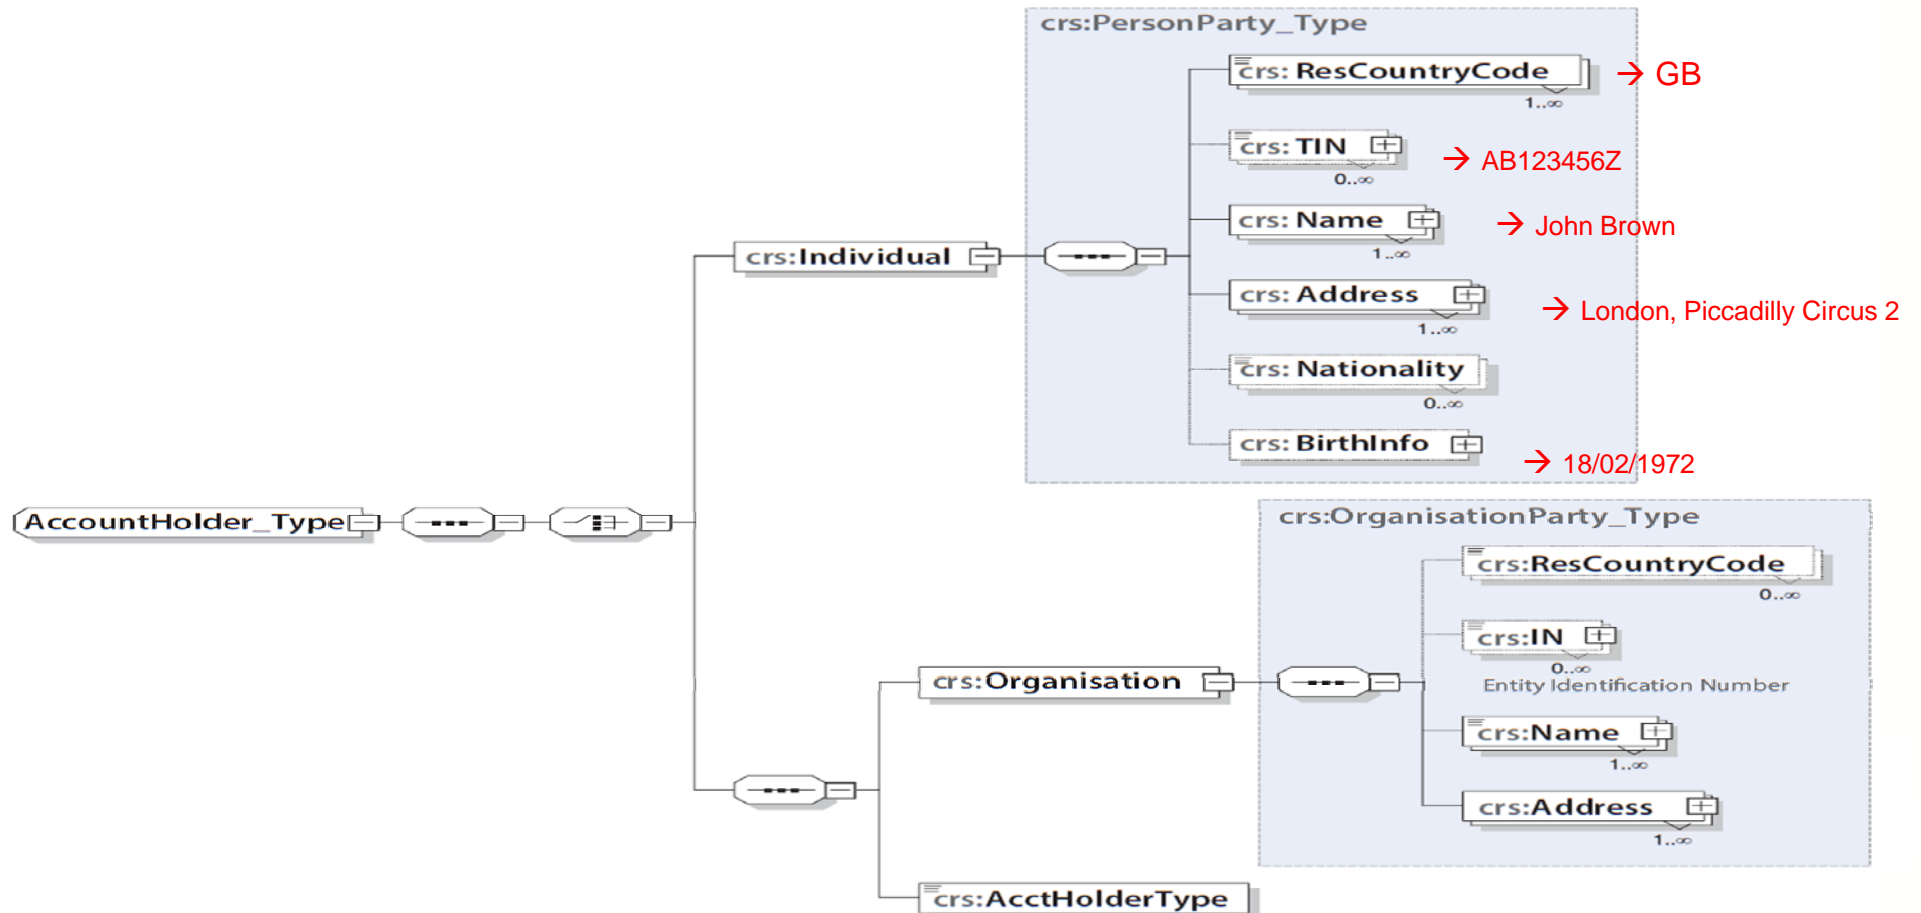 crs:PersonParty_Type
crs: ResCountryCode
→ GB
1..∞
crs: TIN
→ AB123456Z
0..∞
crs: Name
→ John Brown
1..∞
crs:Individual
crs: Address
→ London, Piccadilly Circus 2
1..∞
crs: Nationality
0..∞
crs: BirthInfo
→ 18/02/1972
AccountHolder_Type
crs:OrganisationParty_Type
crs:ResCountryCode
0..∞
crs:IN
0..∞
Entity Identification Number
crs:Organisation
crs:Name
1..∞
crs:Address
1..∞
crs:AcctHolderType